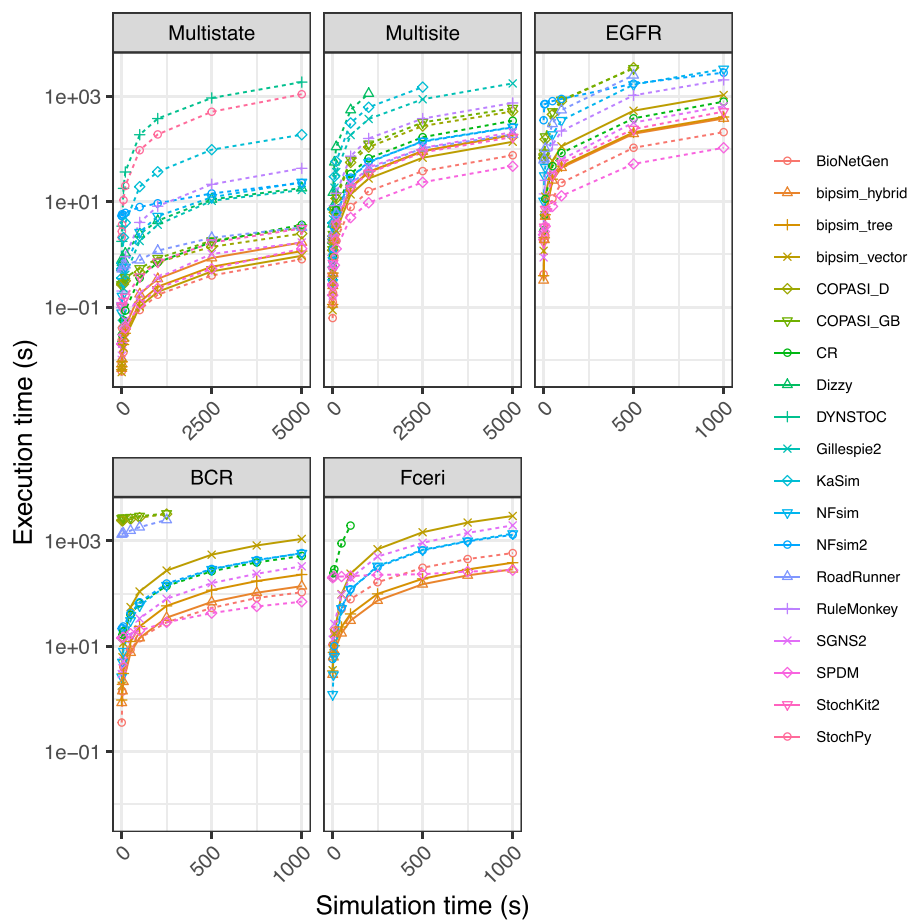 Multistate Multisite EGFR
1e+03
1e+01
1e−01
0 2500 5000 0 2500 5000 0 500 1000
BCR Fceri
1e+03
1e+01
1e−01
0 500 1000 0 500 1000
Execution time (s)
Simulation time (s)
BioNetGen
bipsim_hybrid
bipsim_tree
bipsim_vector
COPASI_D
COPASI_GB
CR
Dizzy
DYNSTOC
Gillespie2
KaSim
NFsim
NFsim2
RoadRunner
RuleMonkey
SGNS2
SPDM
StochKit2
StochPy